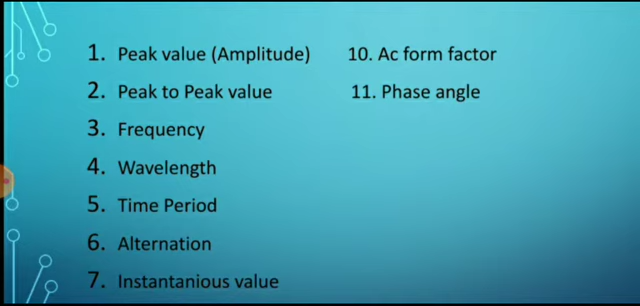 1. Peak value (Amplitude)
2. Peak to Peak value
3. Frequency
4. Wavelength
5. Time Period
6. Alternation
7. Instantanious value
10. Ac form factor
11. Phase angle